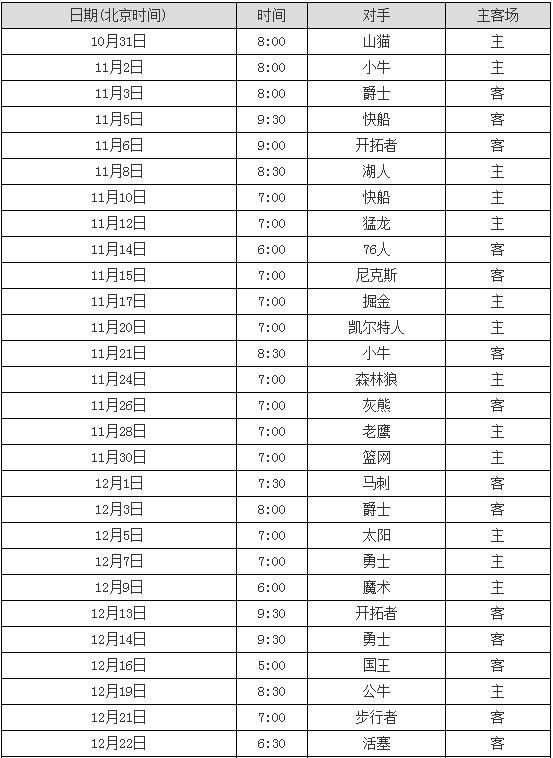 日期(北京时间) 时间 对手 主客场
10月31日 8:00 山猫 主
11月2日 8:00 小牛 主
11月3日 8:00 爵士 客
11月5日 9:30 快船 客
11月6日 9:00 开拓者 客
11月8日 8:30 湖人 主
11月10日 7:00 快船 主
11月12日 7:00 猛龙 主
11月14日 6:00 76人 客
11月15日 7:00 尼克斯 客
11月17日 7:00 掘金 主
11月20日 7:00 凯尔特人 主
11月21日 8:30 小牛 客
11月24日 7:00 森林狼 主
11月26日 7:00 灰熊 客
11月28日 7:00 老鹰 主
11月30日 7:00 篮网 主
12月1日 7:30 马刺 客
12月3日 8:00 爵士 客
12月5日 7:00 太阳 主
12月7日 7:00 勇士 主
12月9日 6:00 魔术 主
12月13日 9:30 开拓者 客
12月14日 9:30 勇士 客
12月16日 5:00 国王 客
12月19日 8:30 公牛 主
12月21日 7:00 步行者 客
12月22日 6:30 活塞 客